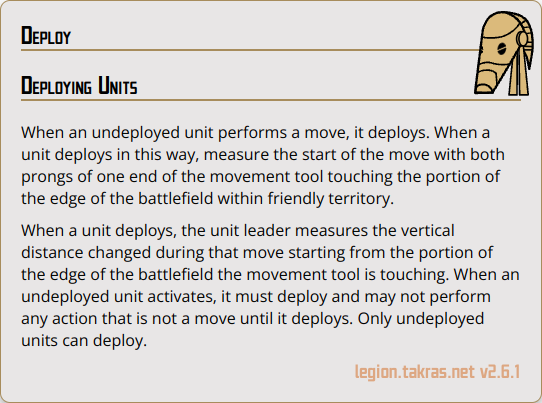 Deploy
Deploying Units
When an undeployed unit performs a move, it deploys. When a
unit deploys in this way, measure the start of the move with both
prongs of one end of the movement tool touching the portion of
the edge of the battlefield within friendly territory.
When a unit deploys, the unit leader measures the vertical
distance changed during that move starting from the portion of
the edge of the battlefield the movement tool is touching. When an
undeployed unit activates, it must deploy and may not perform
any action that is not a move until it deploys. Only undeployed
units can deploy.
legion.takras.net v2.6.1